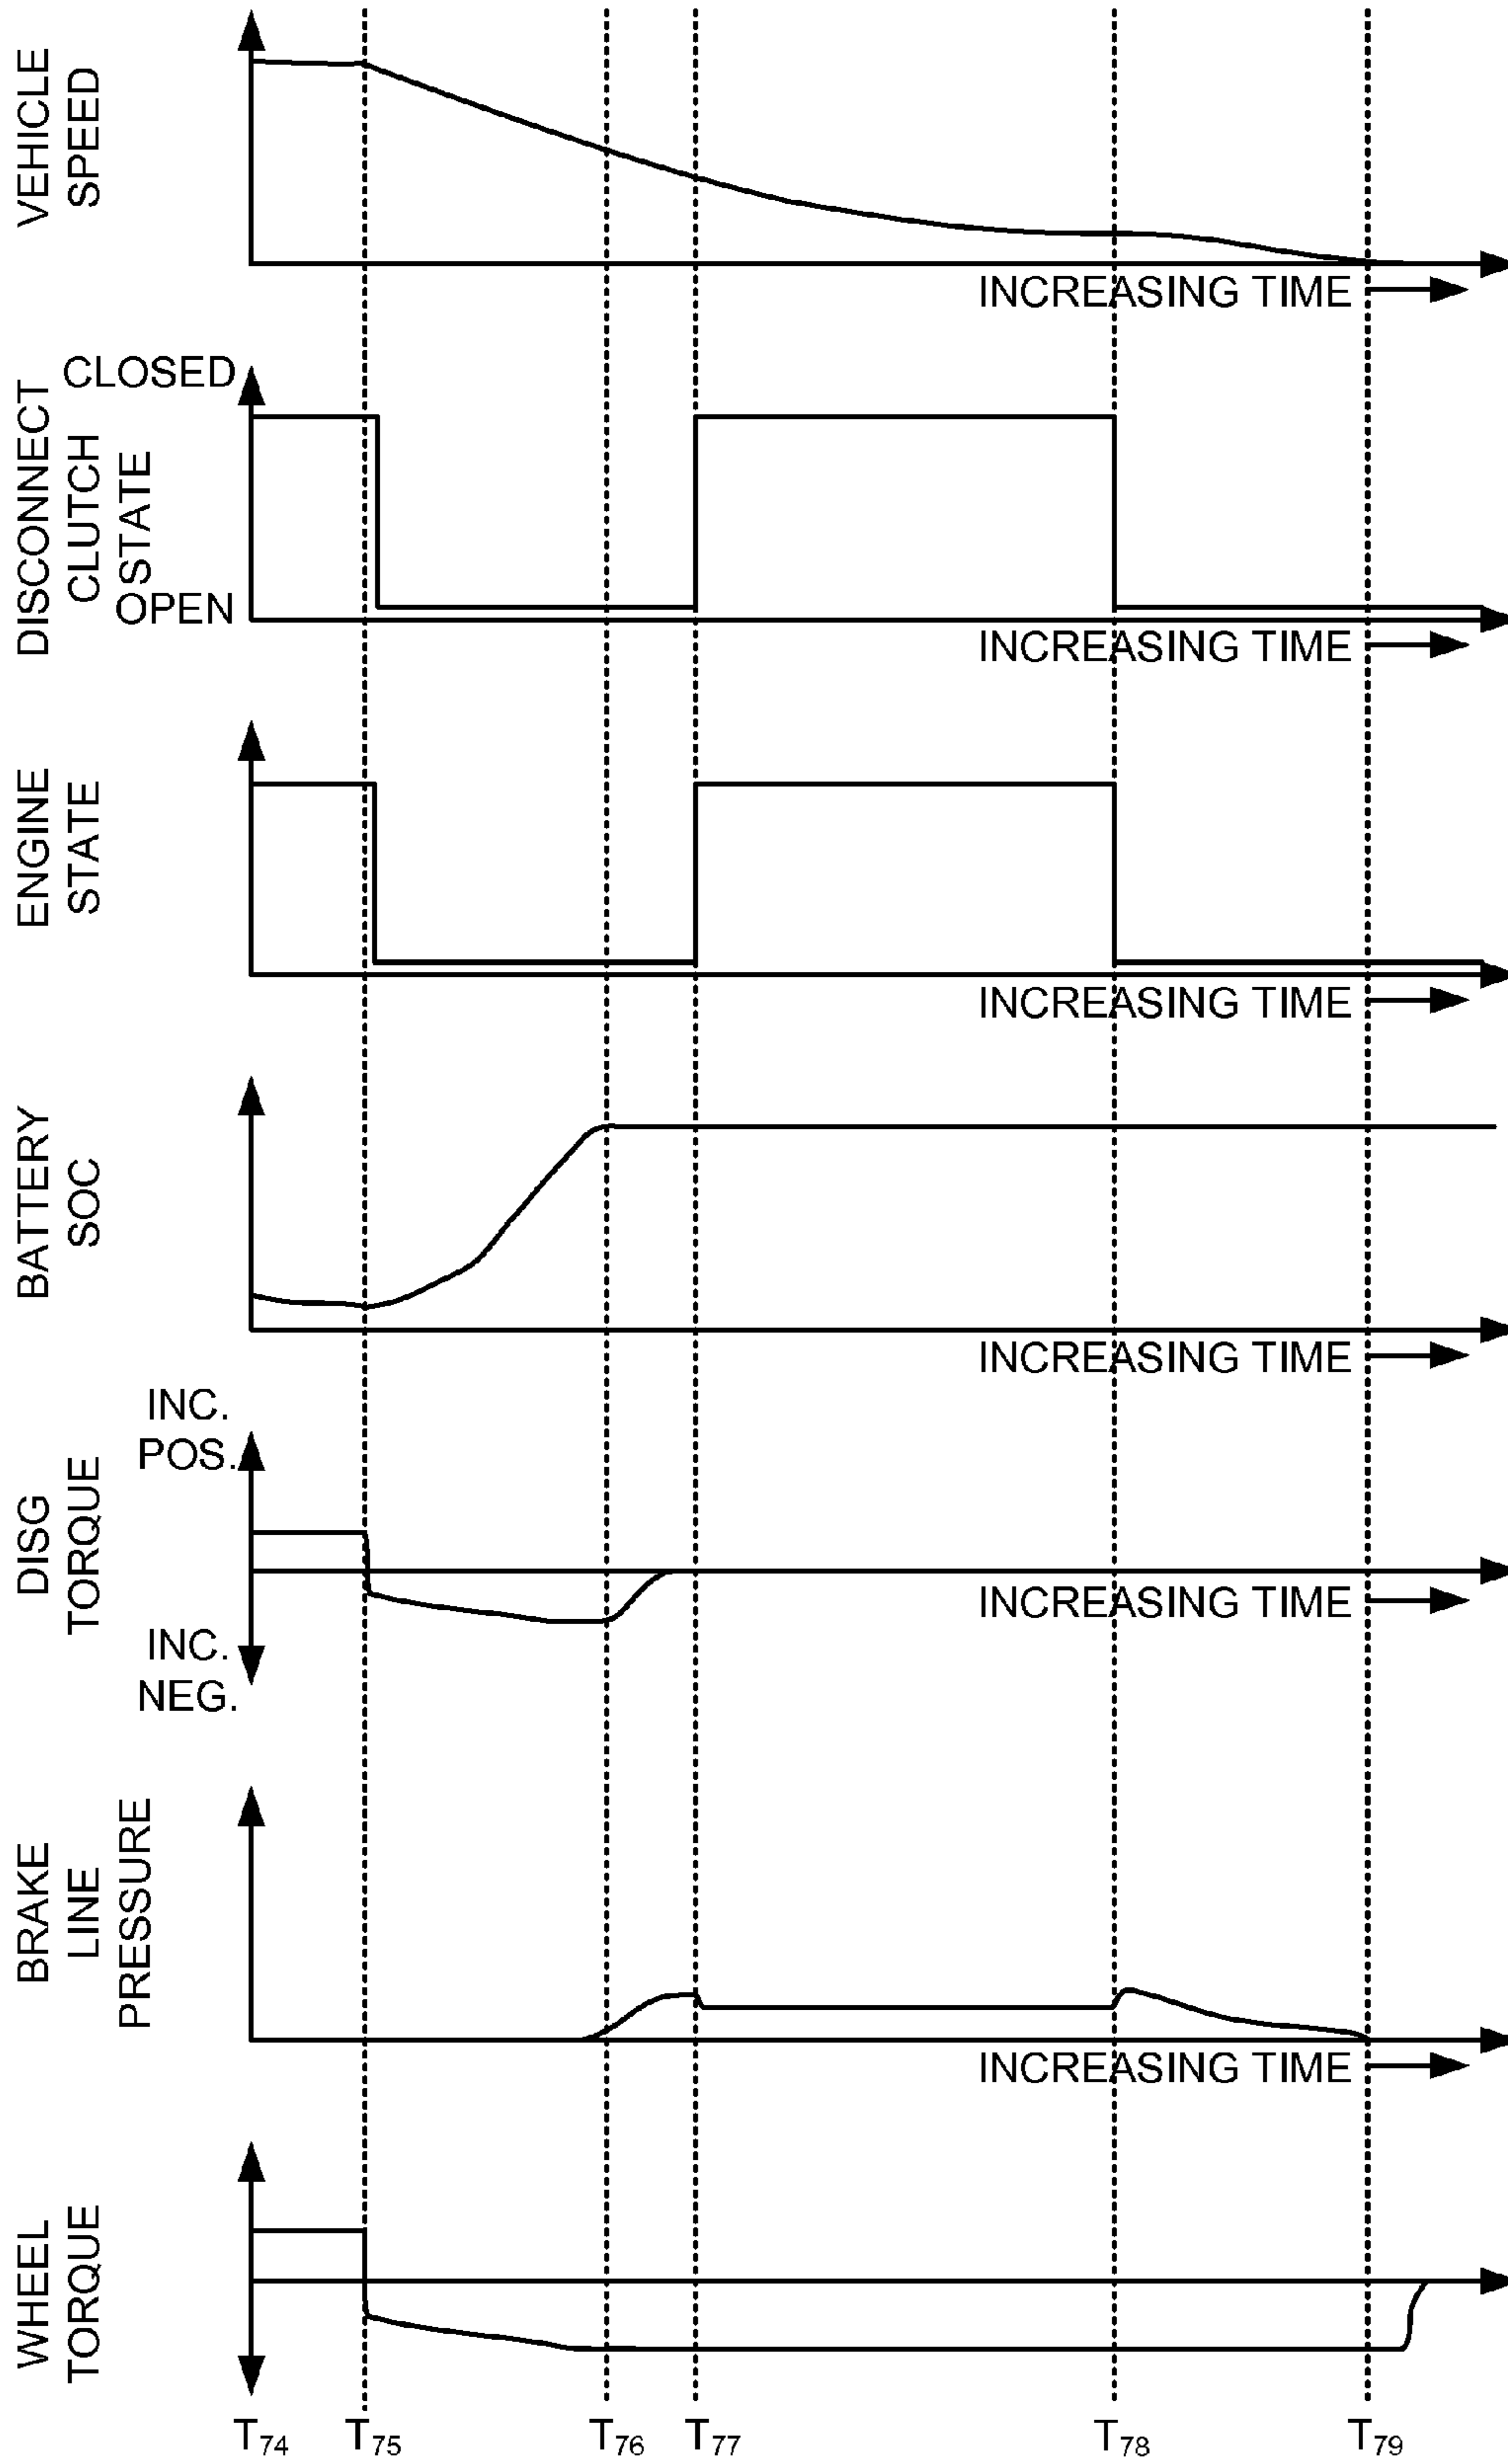 VEHICLE
SPEED
INCREASING TIME
DISCONNECT
CLUTCH
STATE
CLOSED
OPEN
INCREASING TIME
ENGINE
STATE
INCREASING TIME
BATTERY
SOC
INCREASING TIME
DISG
TORQUE
INC.
POS.
INC.
NEG.
INCREASING TIME
BRAKE
LINE
PRESSURE
INCREASING TIME
WHEEL
TORQUE
T74 T75 T76 T77 T78 T79